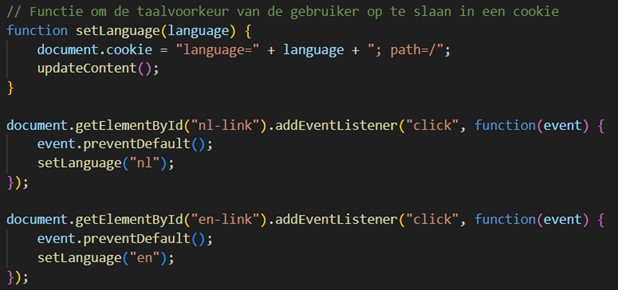 // Functie om de taalvoorkeur van de gebruiker op te slaan in een cookie
function setLanguage(language) {
    document.cookie = "language=" + language + "; path=/";
    updateContent();
}

document.getElementById("nl-link").addEventListener("click", function(event) {
    event.preventDefault();
    setLanguage("nl");
});

document.getElementById("en-link").addEventListener("click", function(event) {
    event.preventDefault();
    setLanguage("en");
});